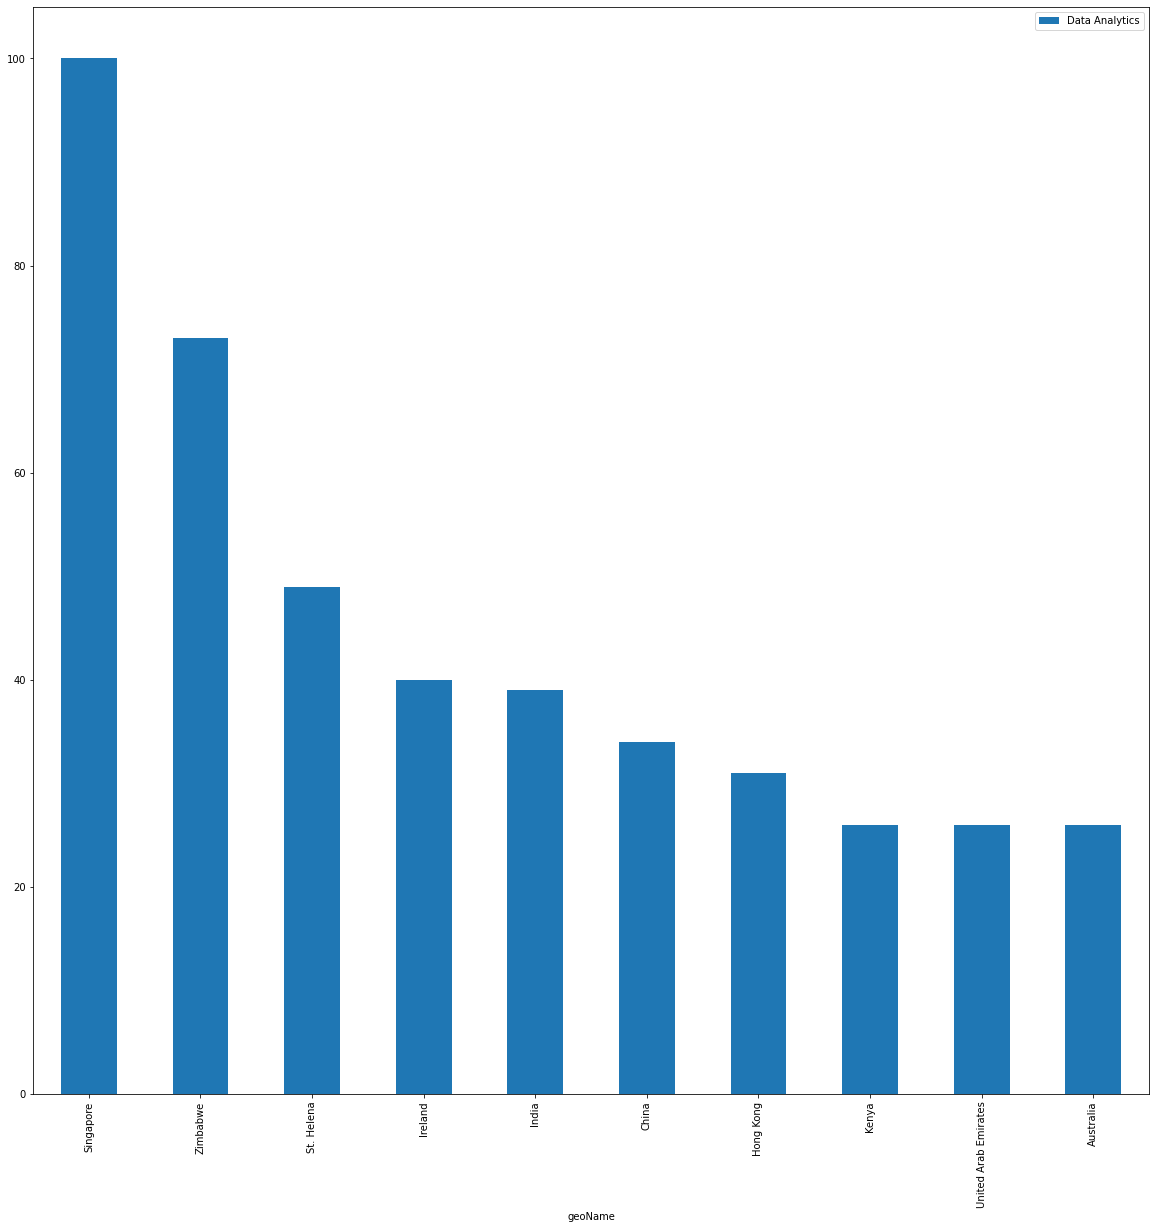 Data Analytics
100
80
60
40
20
0
Singapore
Zimbabwe
St. Helena
Ireland
India
China
Hong Kong
Kenya
United Arab Emirates
Australia
geoName